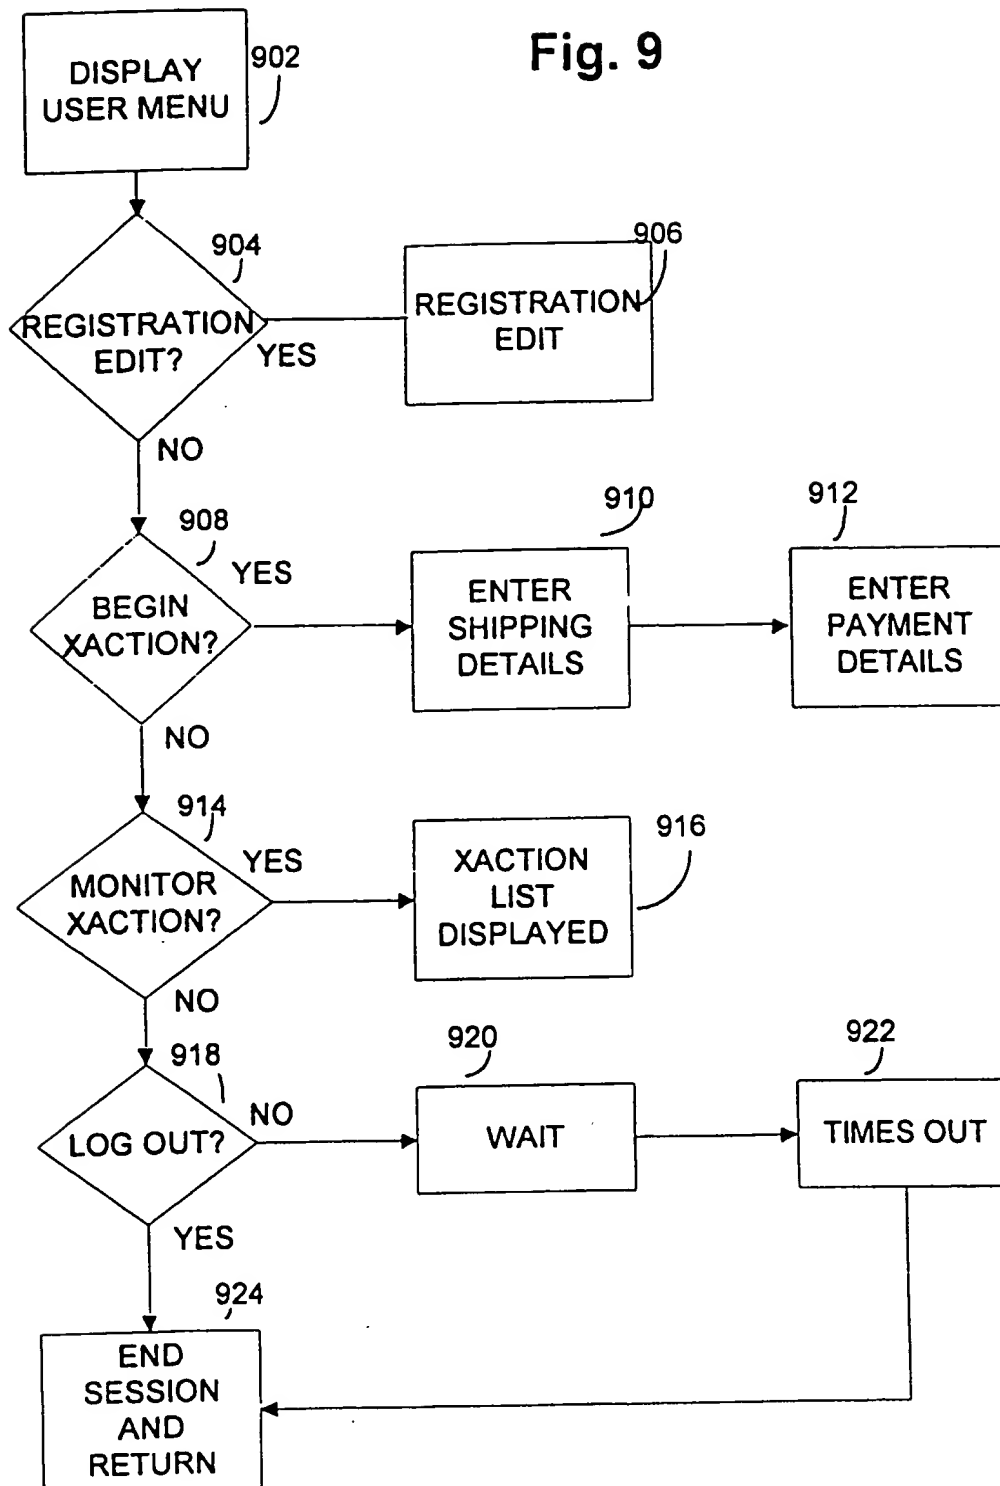 Fig. 9
DISPLAY
USER MENU
902
904
REGISTRATION
EDIT?
YES
906
REGISTRATION
EDIT
NO
908
BEGIN
XACTION?
YES
910
ENTER
SHIPPING
DETAILS
912
ENTER
PAYMENT
DETAILS
NO
914
MONITOR
XACTION?
YES
916
XACTION
LIST
DISPLAYED
NO
918
LOG OUT?
NO
920
WAIT
922
TIMES OUT
YES
924
END
SESSION
AND
RETURN